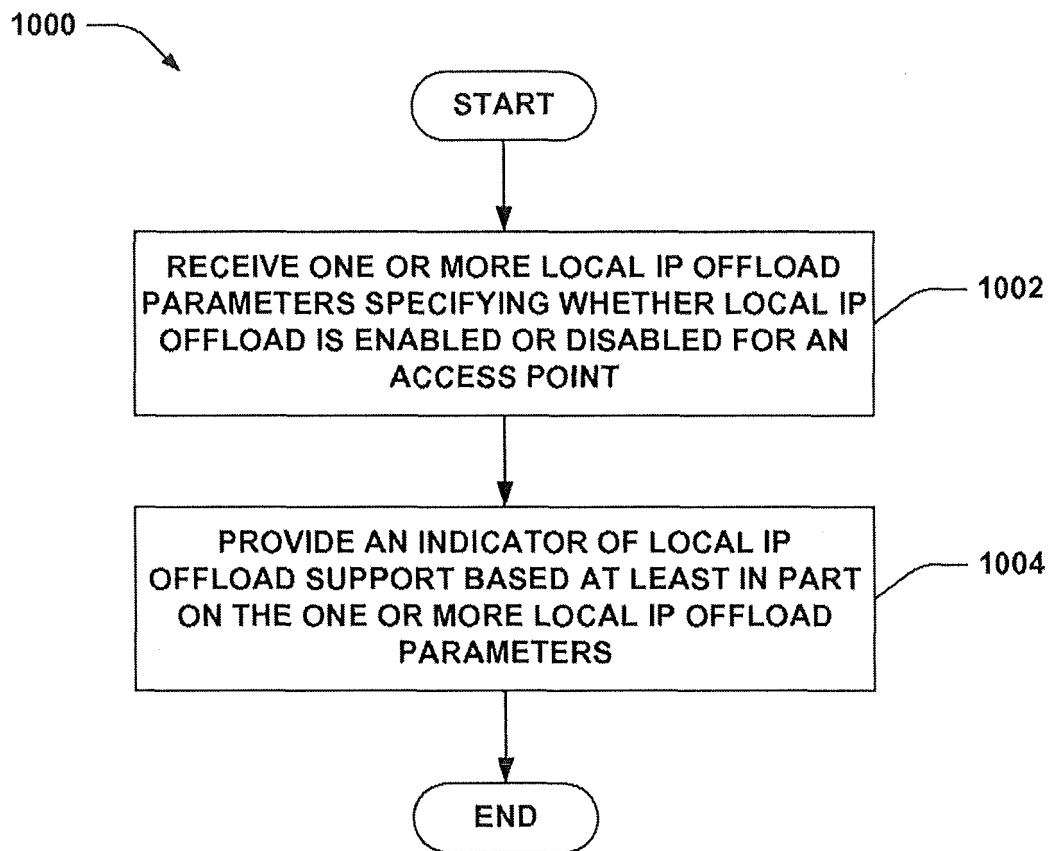 1000
START
RECEIVE ONE OR MORE LOCAL IP OFFLOAD
PARAMETERS SPECIFYING WHETHER LOCAL IP
OFFLOAD IS ENABLED OR DISABLED FOR AN
ACCESS POINT
1002
PROVIDE AN INDICATOR OF LOCAL IP
OFFLOAD SUPPORT BASED AT LEAST IN PART
ON THE ONE OR MORE LOCAL IP OFFLOAD
PARAMETERS
1004
END